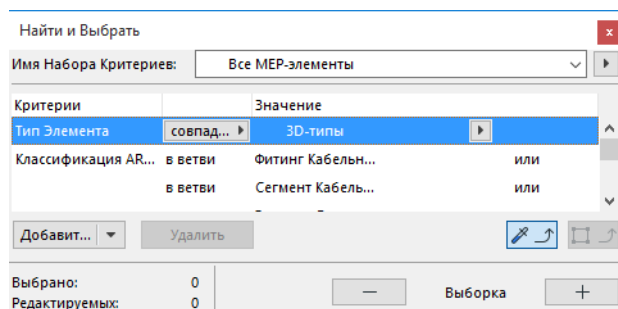 Найти и Выбрать
x
Имя Набора Критериев: Все MEP-элементы
Критерии Значение
Тип Элемента совпад... 3D-типы
Классификация AR... в ветви Фитинг Кабельн... или
в ветви Сегмент Кабель... или
Добавит... Удалить
Выбрано: 0
Редактируемых: 0
— Выборка +